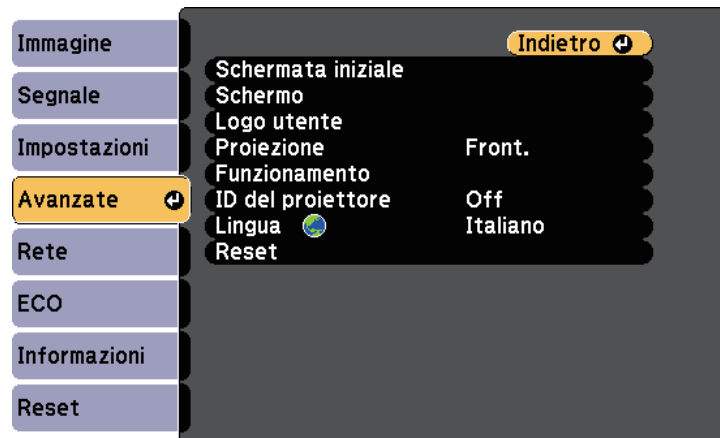 Immagine
Segnale
Impostazioni
Avanzate
Rete
ECO
Informazioni
Reset
Indietro
Schermata iniziale
Schermo
Logo utente
Proiezione Front.
Funzionamento
ID del proiettore Off
Lingua Italiano
Reset